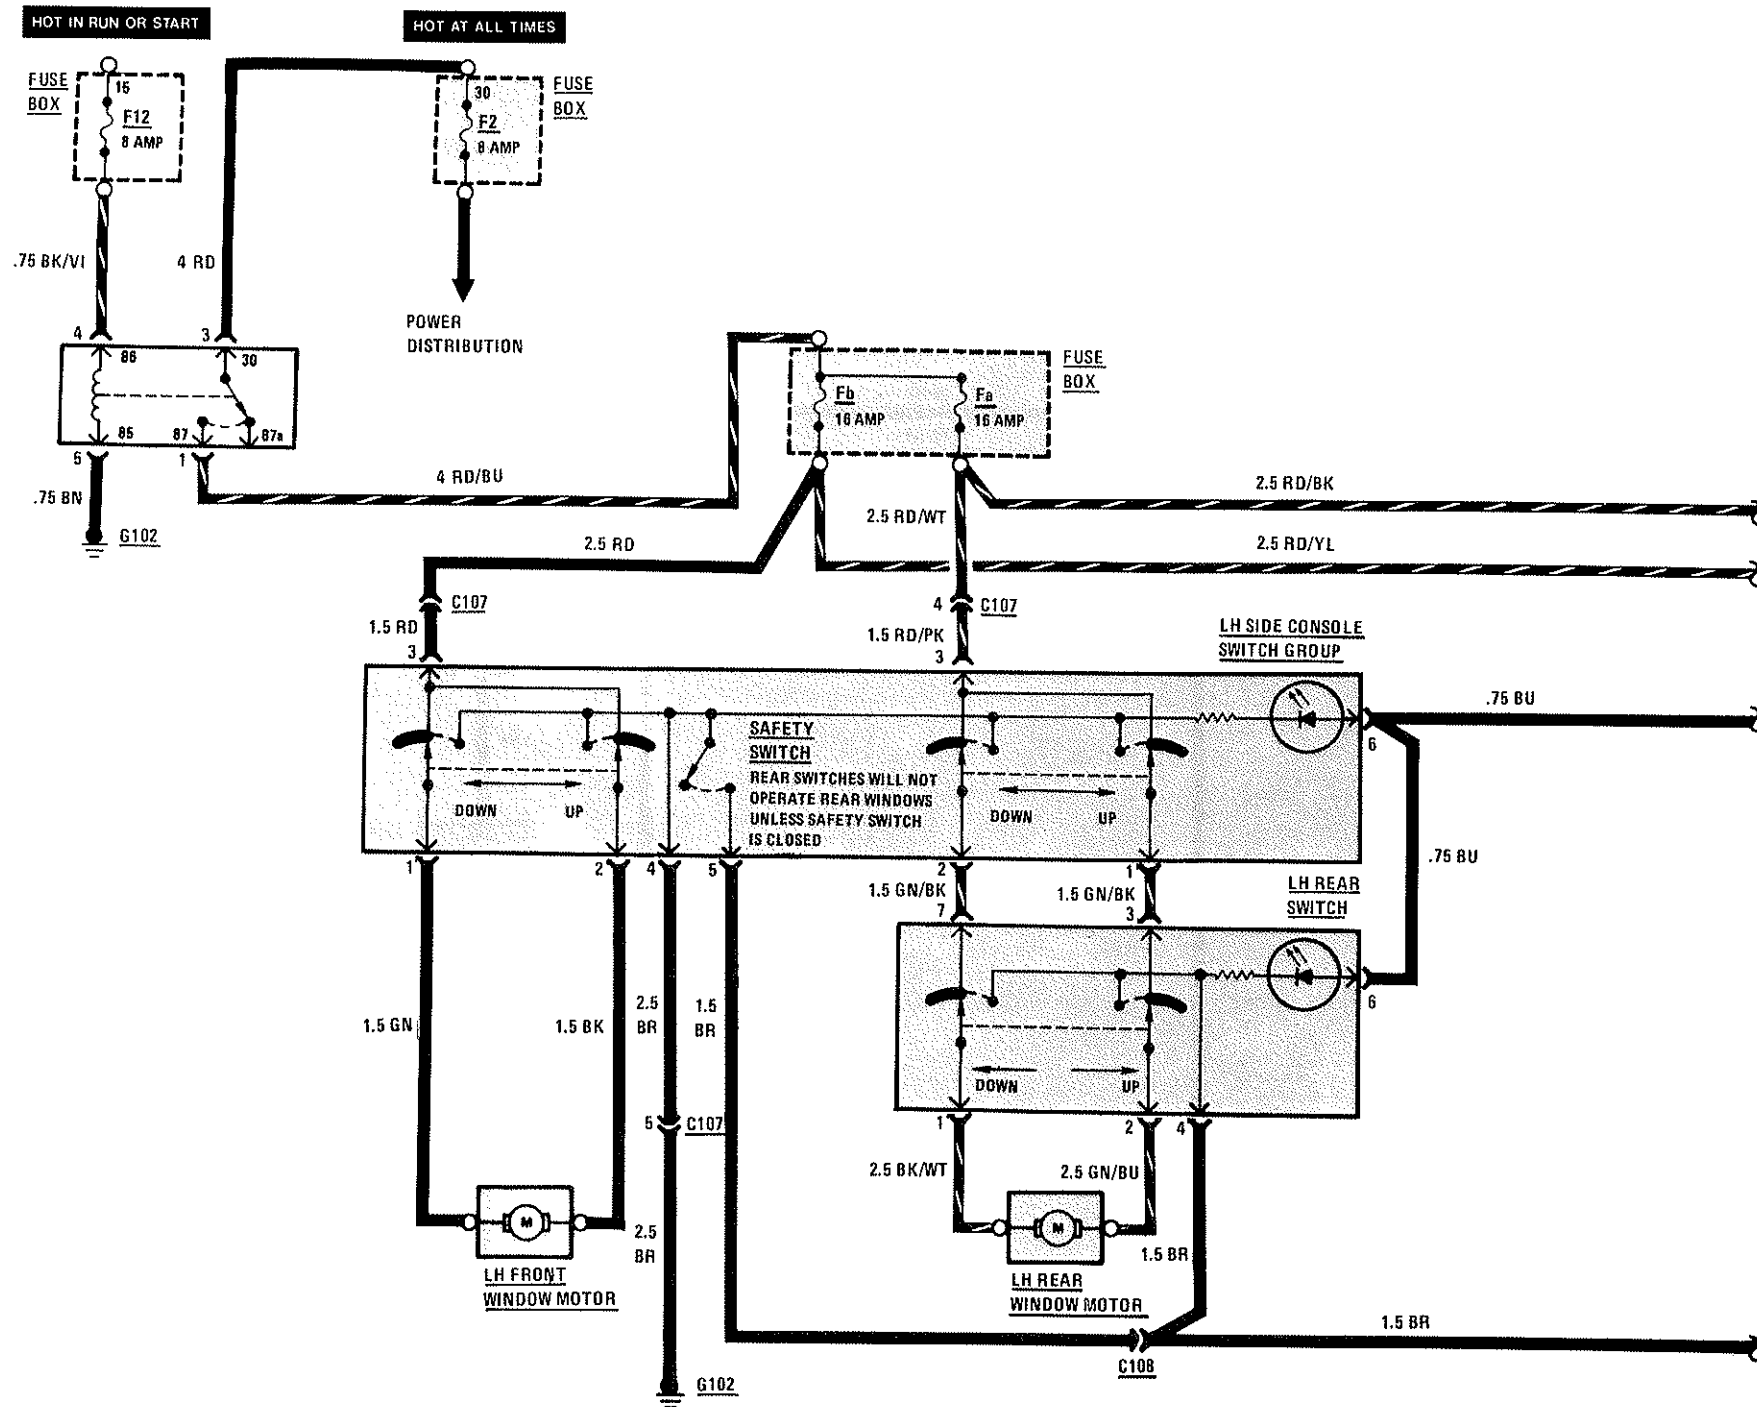 HOT IN RUN OR START
HOT AT ALL TIMES
FUSE
BOX
15
F12
8 AMP
30
F2
8 AMP
FUSE
BOX
.75 BK/VI
4 RD
POWER
DISTRIBUTION
4
3
86
30
85
87
87a
5
1
.75 BN
G102
4 RD/BU
Fb
16 AMP
Fa
16 AMP
FUSE
BOX
2.5 RD/WT
2.5 RD/BK
2.5 RD
2.5 RD/YL
C107
4
C107
1.5 RD
3
1.5 RD/PK
3
LH SIDE CONSOLE
SWITCH GROUP
SAFETY
SWITCH
REAR SWITCHES WILL NOT
OPERATE REAR WINDOWS
UNLESS SAFETY SWITCH
IS CLOSED
DOWN
UP
DOWN
UP
6
.75 BU
1
2
4
5
2
1
1.5 GN/BK
1.5 GN/BK
7
3
LH REAR
SWITCH
.75 BU
6
DOWN
UP
1.5 GN
1.5 BK
2.5
BR
1.5
BR
5
C107
1
2
4
2.5 BK/WT
2.5 GN/BU
M
LH FRONT
WINDOW MOTOR
2.5
BR
M
LH REAR
WINDOW MOTOR
1.5 BR
1.5 BR
C108
G102